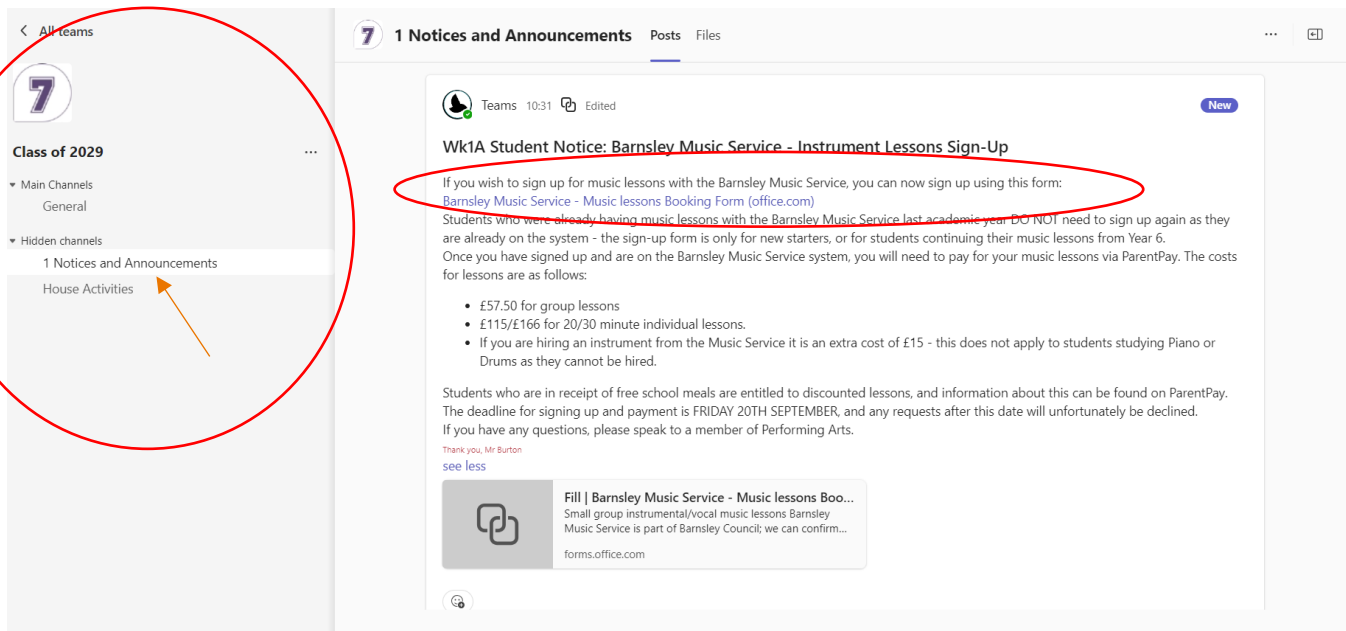 All teams
7
Class of 2029
Main Channels
General
Hidden channels
1 Notices and Announcements
House Activities
7 1 Notices and Announcements Posts Files
Teams 10:31 Edited
New
Wk1A Student Notice: Barnsley Music Service - Instrument Lessons Sign-Up
If you wish to sign up for music lessons with the Barnsley Music Service, you can now sign up using this form:
Barnsley Music Service - Music lessons Booking Form (office.com)
Students who were already having music lessons with the Barnsley Music Service last academic year DO NOT need to sign up again as they
are already on the system - the sign-up form is only for new starters, or for students continuing their music lessons from Year 6.
Once you have signed up and are on the Barnsley Music Service system, you will need to pay for your music lessons via ParentPay. The costs
for lessons are as follows:
• £57.50 for group lessons
• £115/£166 for 20/30 minute individual lessons.
• If you are hiring an instrument from the Music Service it is an extra cost of £15 - this does not apply to students studying Piano or
Drums as they cannot be hired.
Students who are in receipt of free school meals are entitled to discounted lessons, and information about this can be found on ParentPay.
The deadline for signing up and payment is FRIDAY 20TH SEPTEMBER, and any requests after this date will unfortunately be declined.
If you have any questions, please speak to a member of Performing Arts.
Thank you, Mr Burton
see less
Fill | Barnsley Music Service - Music lessons Boo...
Small group instrumental/vocal music lessons Barnsley
Music Service is part of Barnsley Council; we can confirm...
forms.office.com